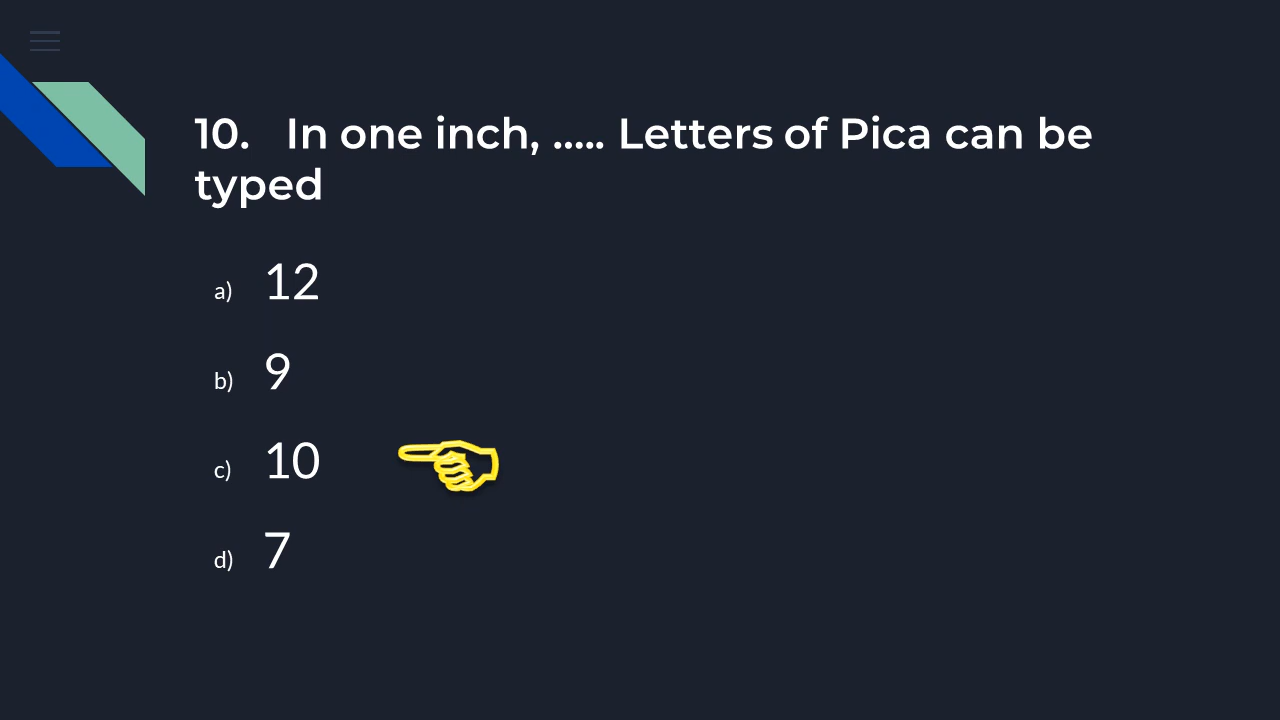 10. In one inch, ..... Letters of Pica can be
typed
a) 12
b) 9
c) 10
d) 7